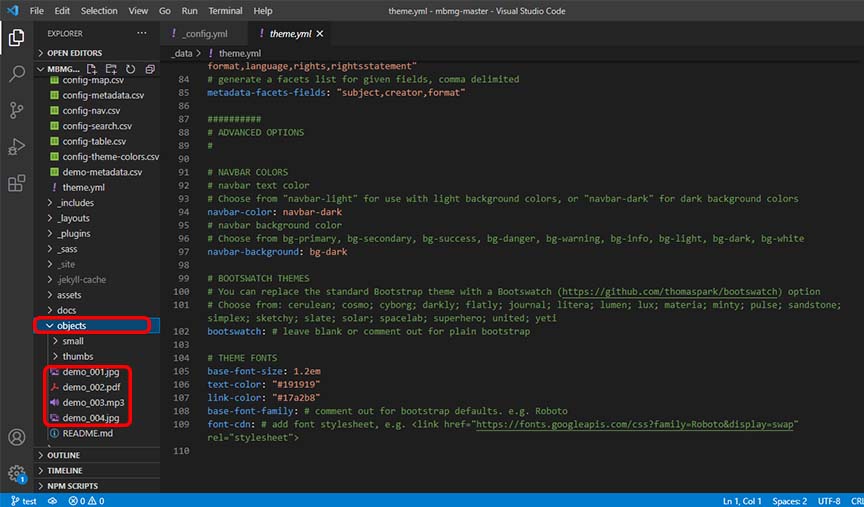 File Edit Selection View Go Run Terminal Help theme.yml - mbmg-master - Visual Studio Code
EXPLORER ···
_config.yml theme.yml
OPEN EDITORS
_data > theme.yml
MBMG...
config-map.csv
config-metadata.csv
config-nav.csv
config-search.csv
config-table.csv
config-theme-colors.csv
demo-metadata.csv
theme.yml
_includes
_layouts
_plugins
_sass
_site
.jekyll-cache
assets
docs
objects
small
thumbs
demo_001.jpg
demo_002.pdf
demo_003.mp3
demo_004.jpg
README.md
OUTLINE
TIMELINE
NPM SCRIPTS
format,language,rights,rightsstatement"
84 # generate a facets list for given fields, comma delimited
85 metadata-facets-fields: "subject,creator,format"
86
87 ##########
88 # ADVANCED OPTIONS
89 #
90
91 # NAVBAR COLORS
92 # navbar text color
93 # Choose from "navbar-light" for use with light background colors, or "navbar-dark" for dark background colors
94 navbar-color: navbar-dark
95 # navbar background color
96 # Choose from bg-primary, bg-secondary, bg-success, bg-danger, bg-warning, bg-info, bg-light, bg-dark, bg-white
97 navbar-background: bg-dark
98
99 # BOOTSWATCH THEMES
100 # You can replace the standard Bootstrap theme with a Bootswatch (https://github.com/thomaspark/bootswatch) option
101 # Choose from: cerulean; cosmo; cyborg; darkly; flatly; journal; litera; lumen; lux; materia; minty; pulse; sandstone;
simplex; sketchy; slate; solar; spacelab; superhero; united; yeti
102 bootswatch: # leave blank or comment out for plain bootstrap
103
104 # THEME FONTS
105 base-font-size: 1.2em
106 text-color: "#191919"
107 link-color: "#17a2b8"
108 base-font-family: # comment out for bootstrap defaults. e.g. Roboto
109 font-cdn: # add font stylesheet, e.g. <link href="https://fonts.googleapis.com/css?family=Roboto&display=swap"
rel="stylesheet">
110
1
test 0 0 Ln 1, Col 1 Spaces: 2 UTF-8 CRL